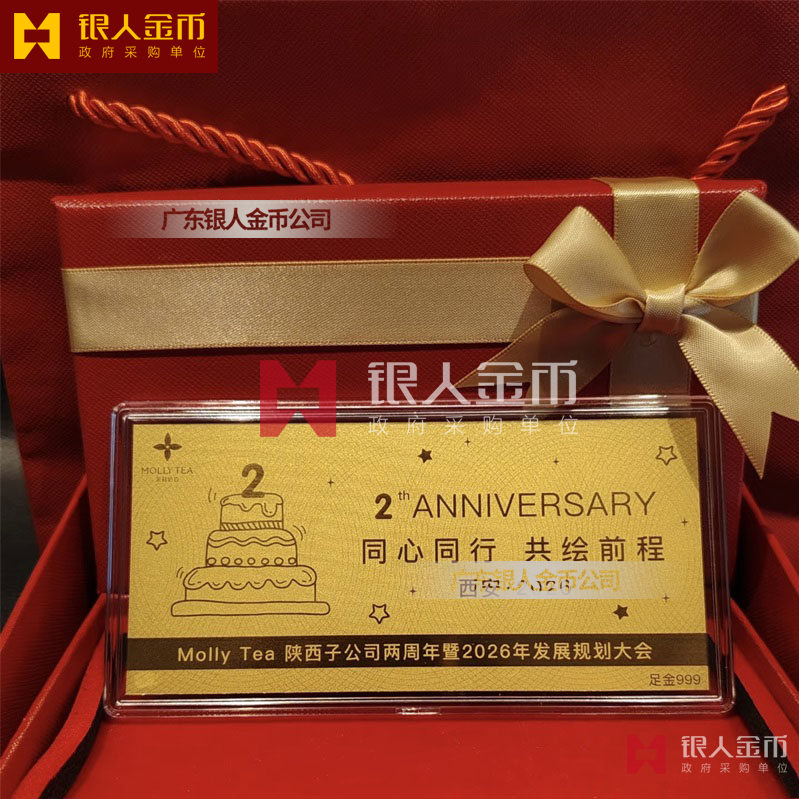 银人金币
政府采购单位
广东银人金币公司
银人金币
政府采购单位
MOLLY TEA
2
2th ANNIVERSARY
同心同行 共绘前程
广东银人金币公司
西安·2026
Molly Tea 陕西子公司两周年暨2026年发展规划大会
足金999
银人金币
政府采购单位